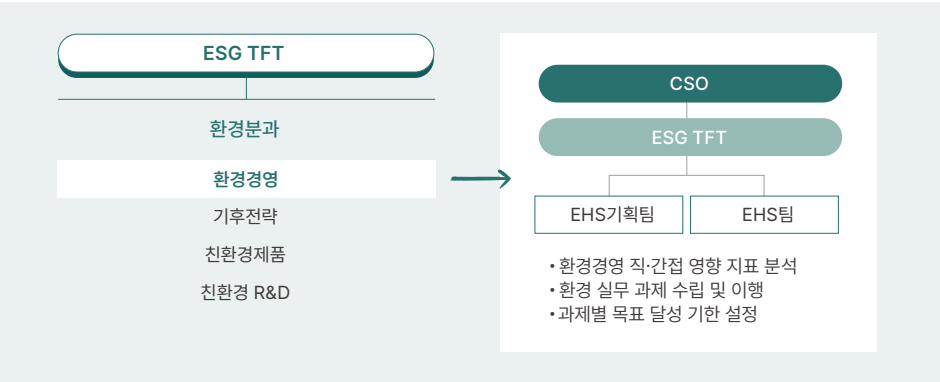 ESG TFT
환경분과
환경경영
기후전략
친환경제품
친환경 R&D
CSO
ESG TFT
EHS기획팀
EHS팀
• 환경경영 직·간접 영향 지표 분석
• 환경 실무 과제 수립 및 이행
• 과제별 목표 달성 기한 설정